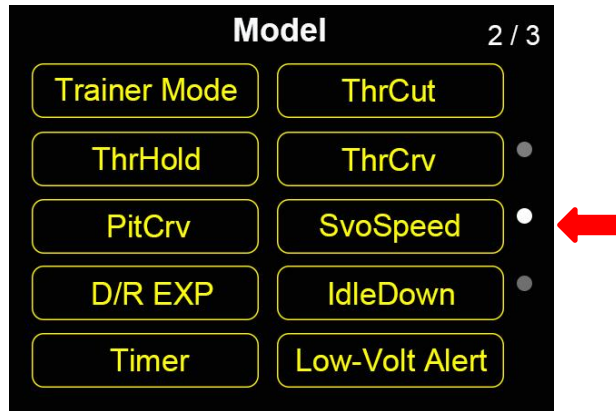 Model
2 / 3
Trainer Mode
ThrCut
ThrHold
ThrCrv
PitCrv
SvoSpeed
D/R EXP
IdleDown
Timer
Low-Volt Alert